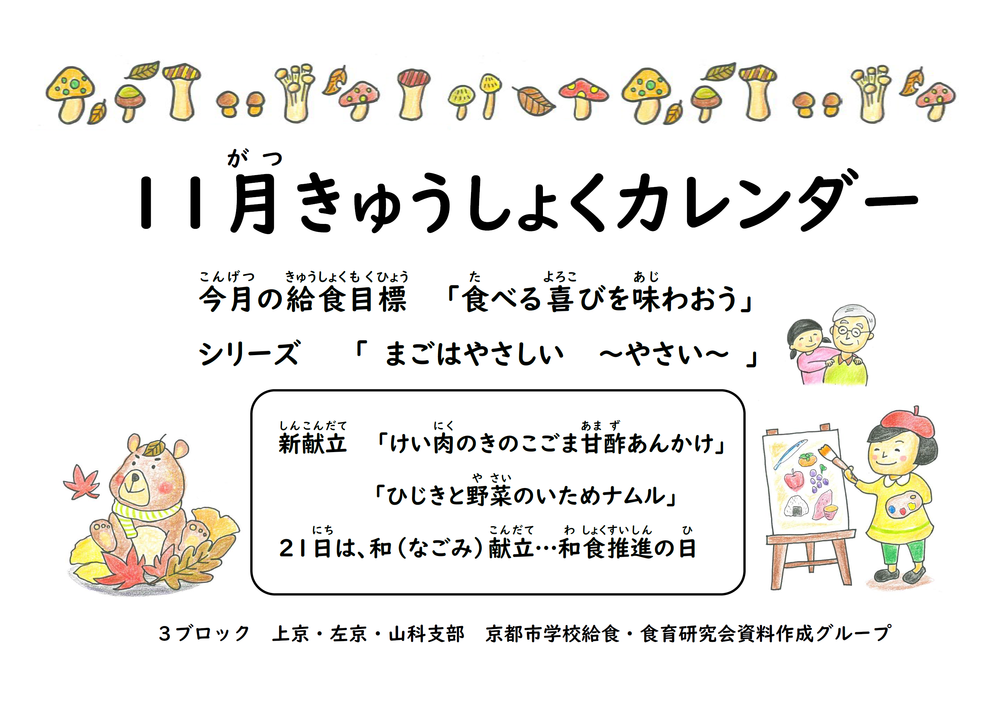 がつ
11月きゅうしょくカレンダー
こんげつ きゅうしょくもくひょう た よろこ あじ
今月の給食目標 「食べる喜びを味わおう」
シリーズ 「 まごはやさしい ～やさい～ 」
しんこんだて にく あま ず
新献立 「けい肉のきのこごま甘酢あんかけ」
や さい
「ひじきと野菜のいためナムル」
にち こんだて わ しょくすいしん ひ
21日は、和（なごみ）献立…和食推進の日
3ブロック 上京・左京・山科支部 京都市学校給食・食育研究会資料作成グループ